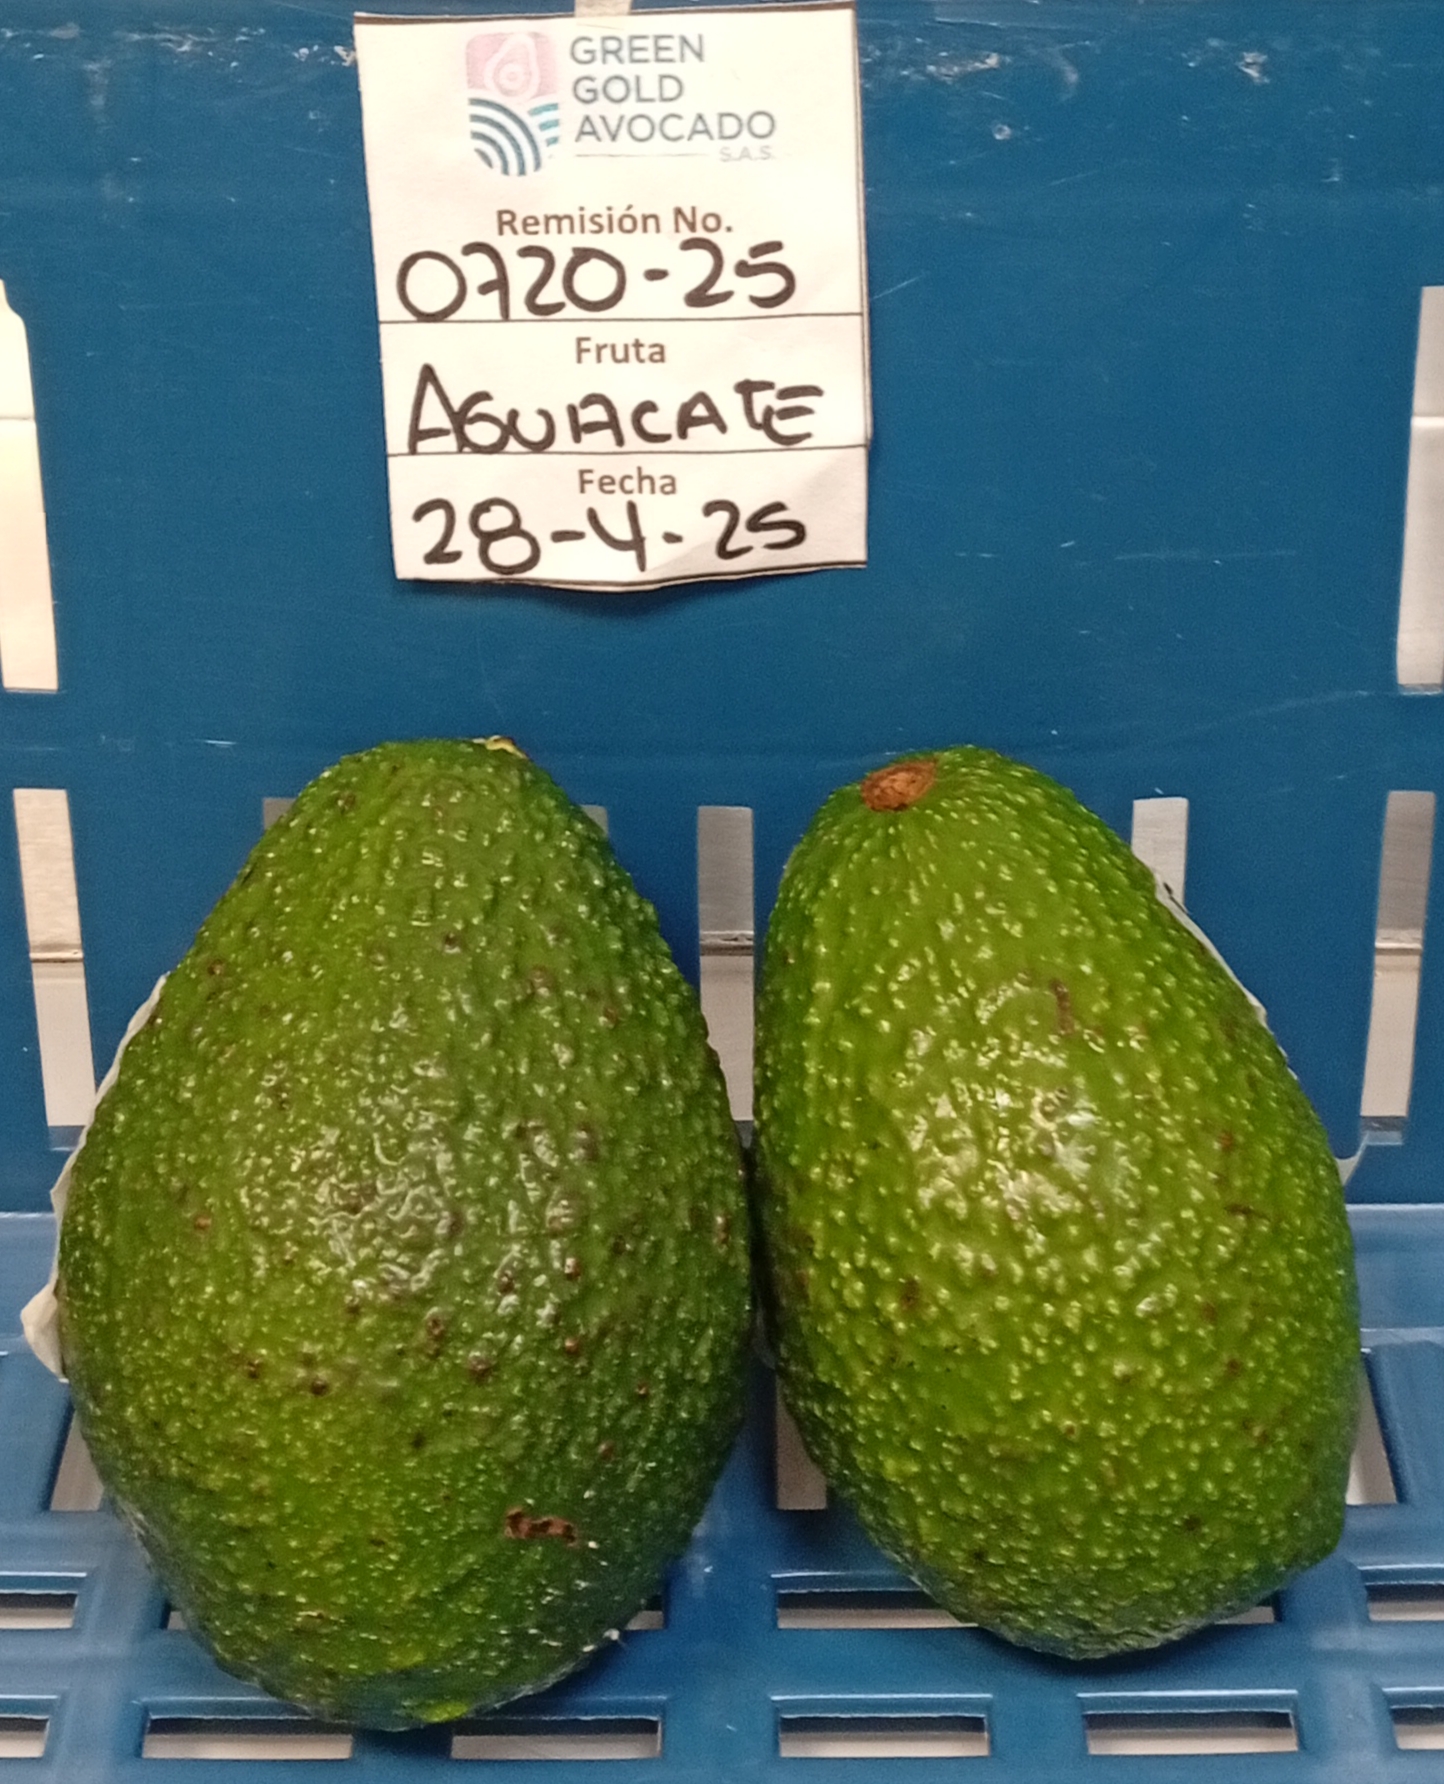 GREEN
GOLD
AVOCADO
S.A.S.
Remisión No.
0720-25
Fruta
AGUACATE
Fecha
28-4-25